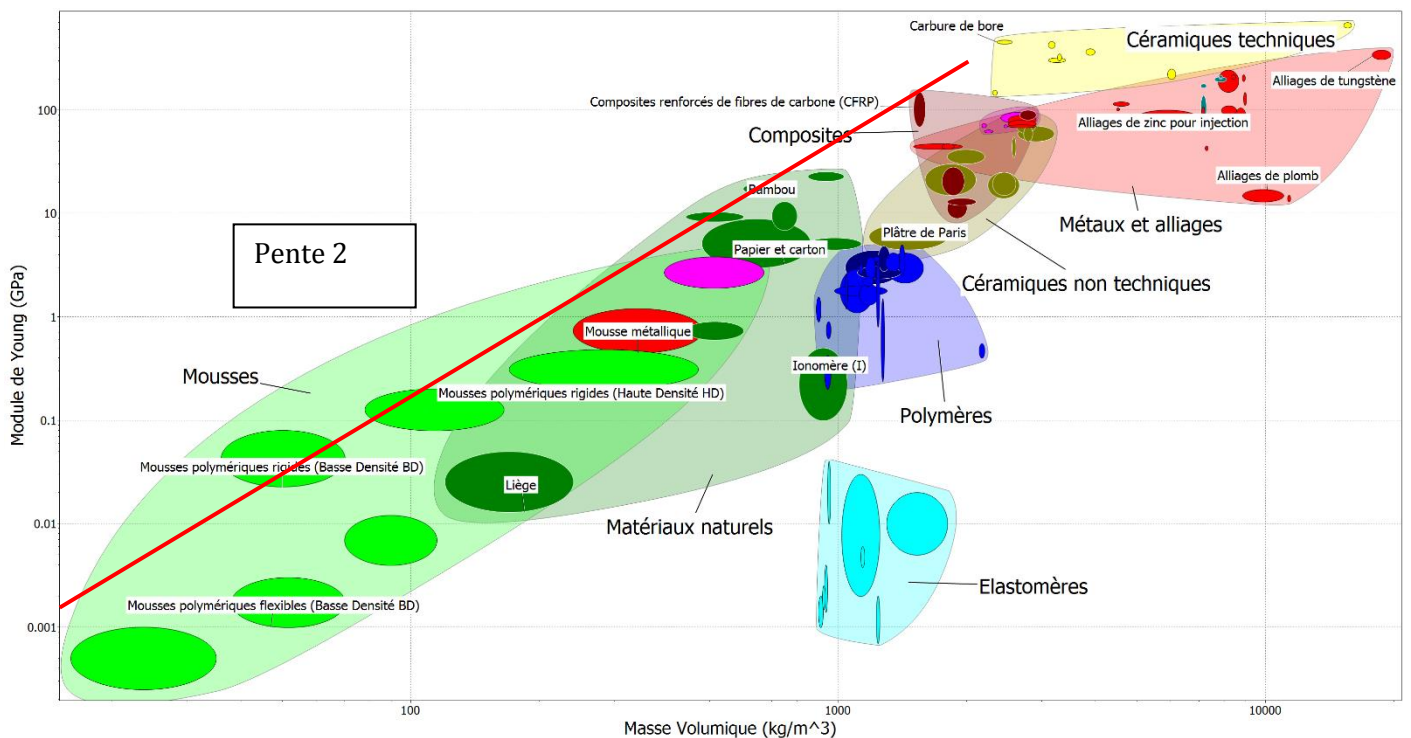 Carbure de bore
Céramiques techniques
Alliages de tungstène
Composites renforcés de fibres de carbone (CFRP)
Alliages de zinc pour injection
Composites
Bambou
Alliages de plomb
Métaux et alliages
Plâtre de Paris
Pente 2
Papier et carton
Céramiques non techniques
Mousse métallique
Mousses
Ionomère (I)
Mousses polymériques rigides (Haute Densité HD)
Polymères
Mousses polymériques rigides (Basse Densité BD)
Liège
Matériaux naturels
Elastomères
Mousses polymériques flexibles (Basse Densité BD)
Module de Young (GPa)
100
10
1
0.1
0.01
0.001
100
1000
10000
Masse Volumique (kg/m^3)